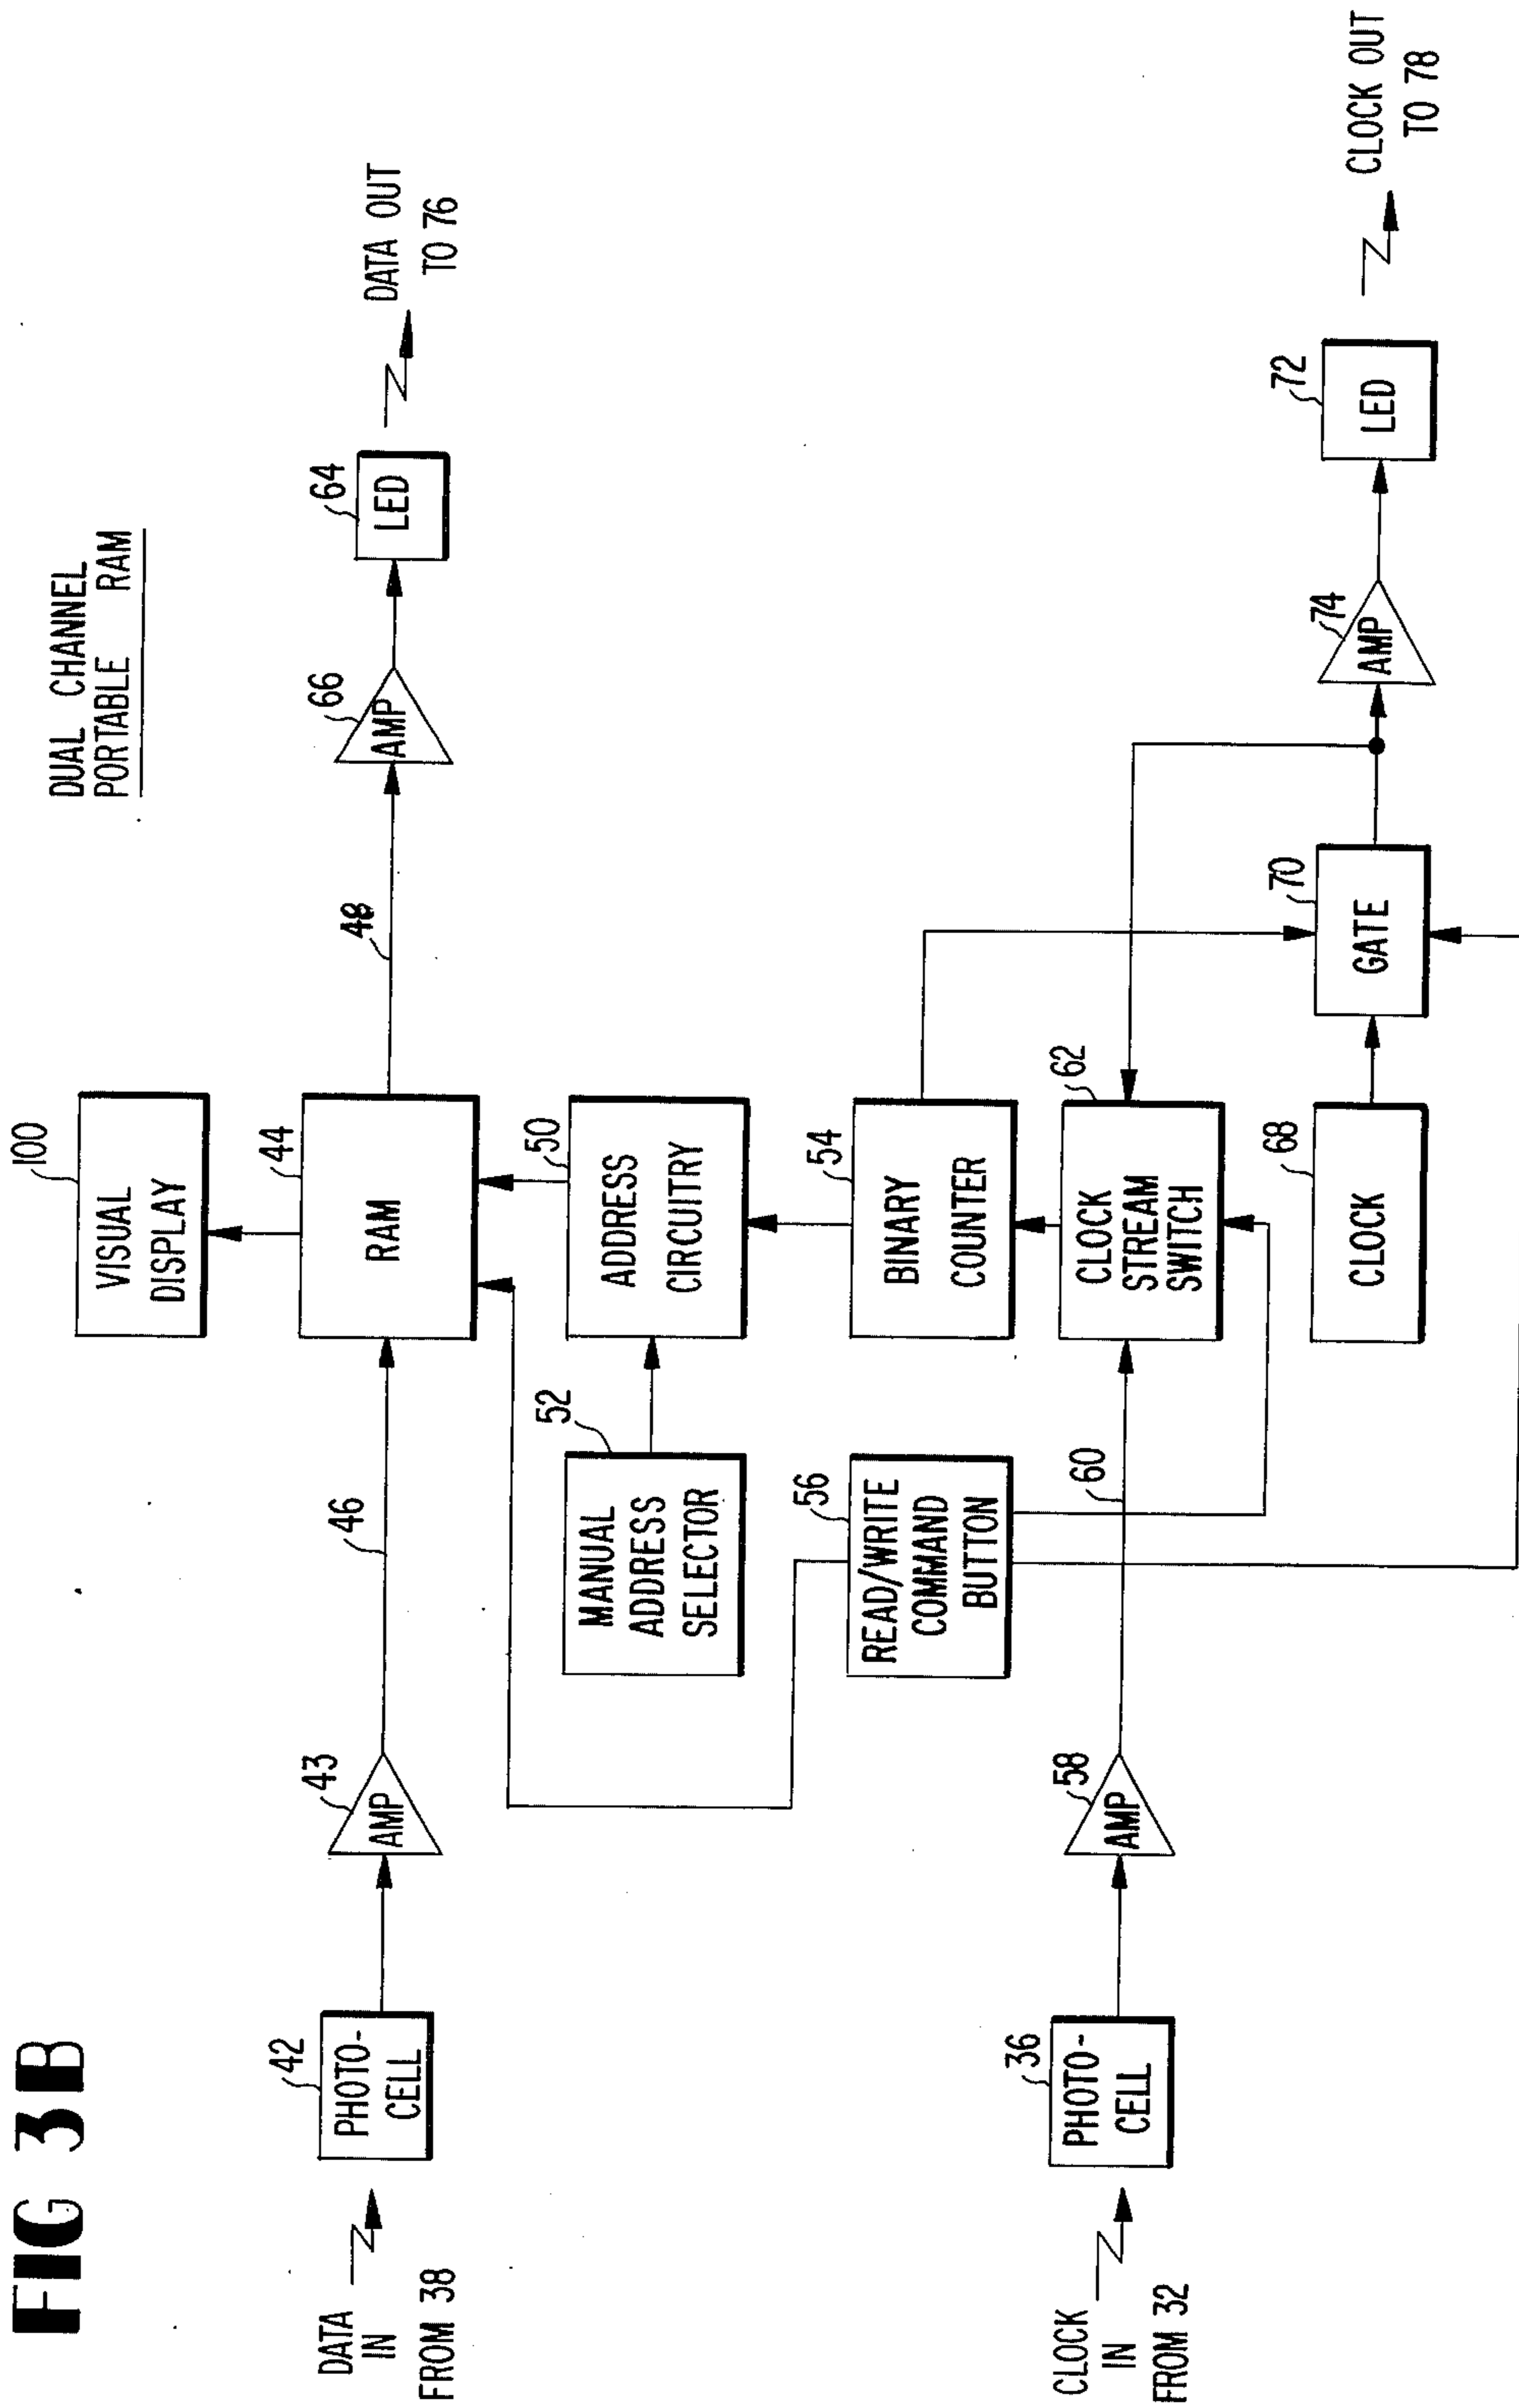 FIG 3B
DUAL CHANNEL
PORTABLE RAM
100
VISUAL
DISPLAY
DATA
IN
FROM 38
42
PHOTO-
CELL
43
AMP
46
44
RAM
48
66
AMP
64
LED
DATA OUT
TO 76
52
MANUAL
ADDRESS
SELECTOR
50
ADDRESS
CIRCUITRY
56
READ/WRITE
COMMAND
BUTTON
54
BINARY
COUNTER
CLOCK
IN
FROM 32
36
PHOTO-
CELL
58
AMP
60
62
CLOCK
STREAM
SWITCH
68
CLOCK
70
GATE
74
AMP
72
LED
CLOCK OUT
TO 78